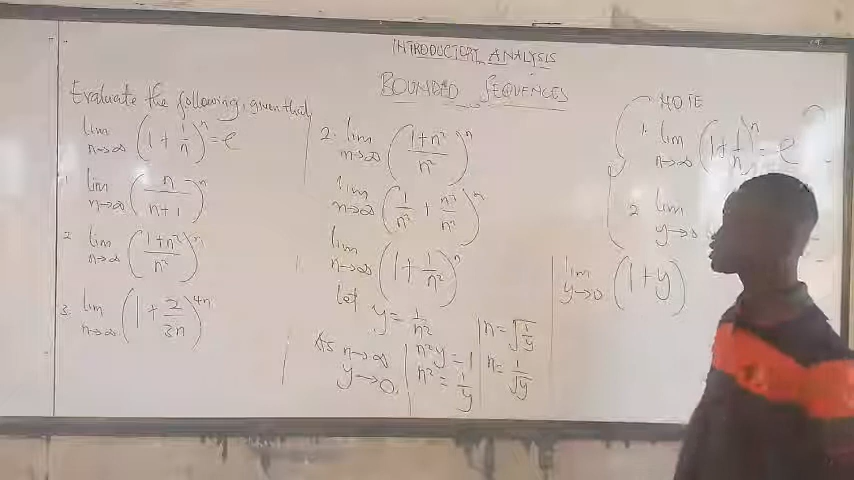 INTRODUCTORY ANALYSIS
BOUNDED SEQUENCES
Evaluate the following, given that
lim n→∞ (1 + 1/n)^n = e
1. lim n→∞ (n/(n+1))^n
2. lim n→∞ ((1+n²)/n²)^n
3. lim n→∞ (1 + 2/3n)^4n
2. lim n→∞ ((1+n²)/n²)^n
lim n→∞ (1/n² + n²/n²)^n
lim n→∞ (1 + 1/n²)^n
let y = 1/n²
As n→∞
y→0
n²y = 1
n² = 1/y
n = √(1/y)
n = 1/√y
NOTE
1. lim n→∞ (1 + 1/n)^n = e
2. lim y→0
lim y→0 (1+y)